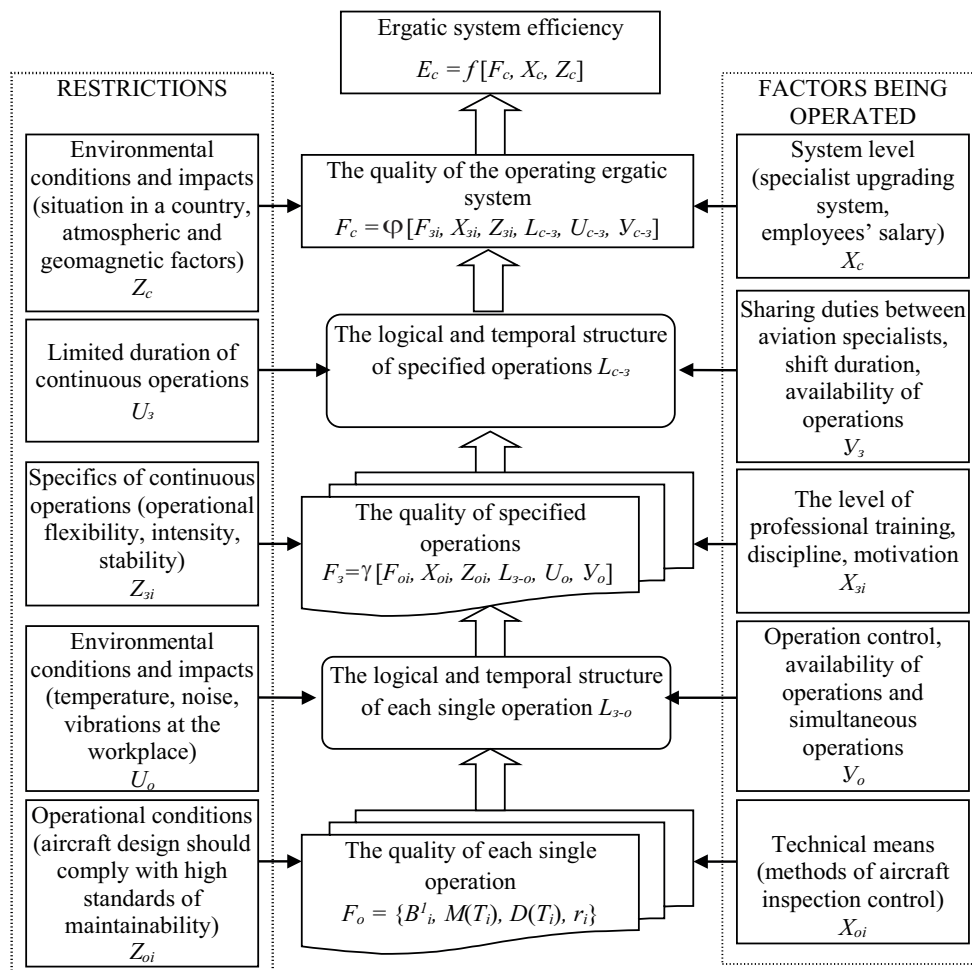 Ergatic system efficiency
E_c = f [F_c, X_c, Z_c]
RESTRICTIONS
FACTORS BEING
OPERATED
Environmental
conditions and impacts
(situation in a country,
atmospheric and
geomagnetic factors)
Z_c
The quality of the operating ergatic
system
F_c = φ [F_зi, X_зi, Z_зi, L_c-з, U_c-з, У_c-з]
System level
(specialist upgrading
system,
employees’ salary)
X_c
Limited duration of
continuous operations
U_з
The logical and temporal structure
of specified operations L_c-з
Sharing duties between
aviation specialists,
shift duration,
availability of
operations
У_з
Specifics of continuous
operations (operational
flexibility, intensity,
stability)
Z_зi
The quality of specified
operations
F_з=γ [F_oi, X_oi, Z_oi, L_з-o, U_o, У_o]
The level of
professional training,
discipline, motivation
X_зi
Environmental
conditions and impacts
(temperature, noise,
vibrations at the
workplace)
U_o
The logical and temporal structure
of each single operation L_з-o
Operation control,
availability of
operations and
simultaneous
operations
У_o
Operational conditions
(aircraft design should
comply with high
standards of
maintainability)
Z_oi
The quality of each single
operation
F_o = {B^1_i, M(T_i), D(T_i), r_i}
Technical means
(methods of aircraft
inspection control)
X_oi